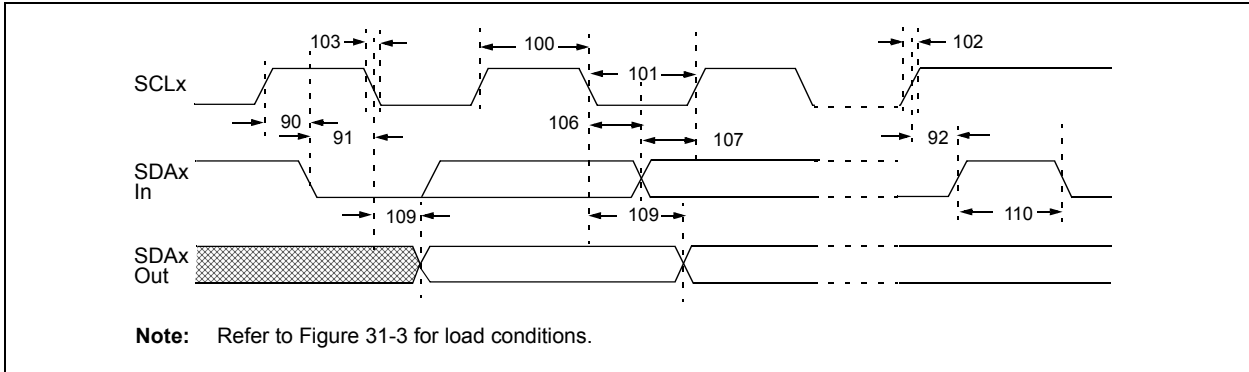 103
100
102
SCLx
101
90
91
106
107
92
SDAx
In
109
109
110
SDAx
Out
Note: Refer to Figure 31-3 for load conditions.